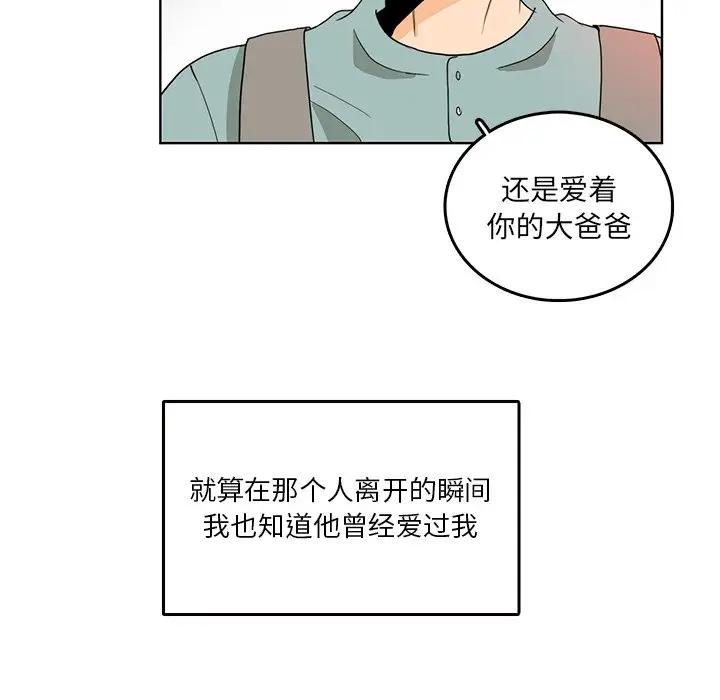 还是爱着
你的大爸爸
就算在那个人离开的瞬间
我也知道他曾经爱过我